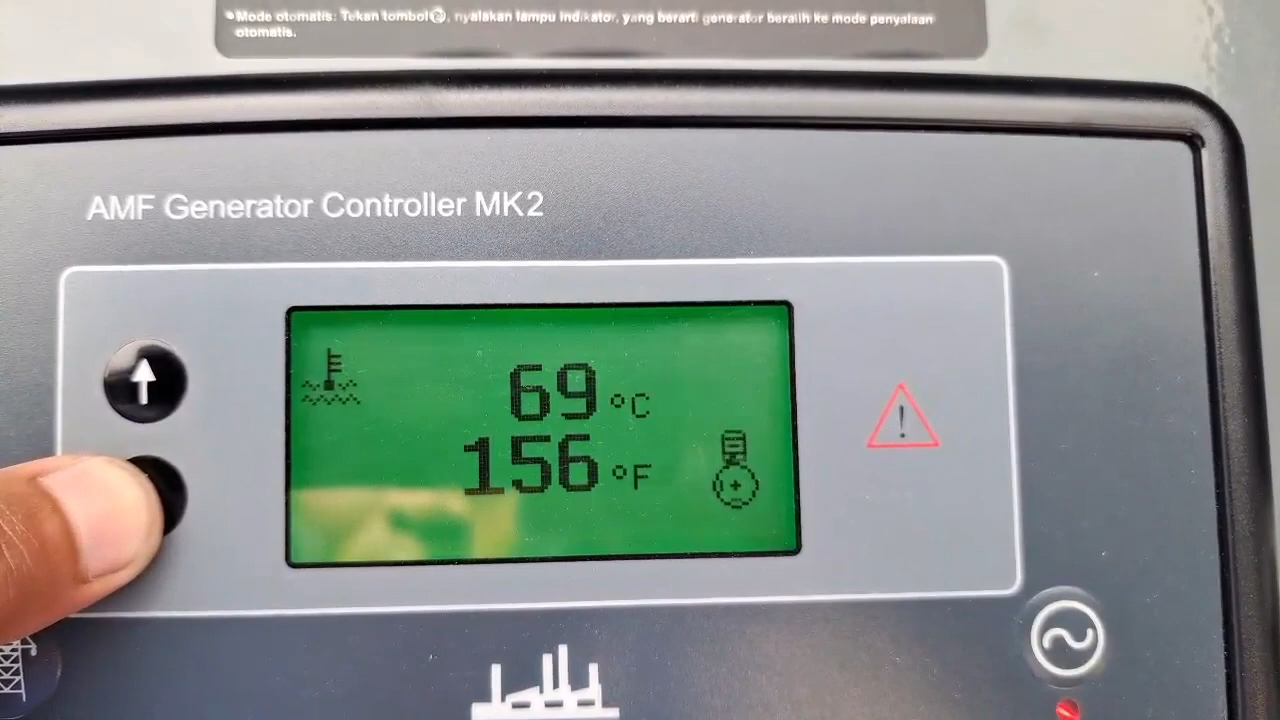 •Mode otomatis: Tekan tombol, nyalakan lampu indikator, yang berarti generator beralih ke mode penyalaan
otomatis.
AMF Generator Controller MK2
69 °C
156 °F